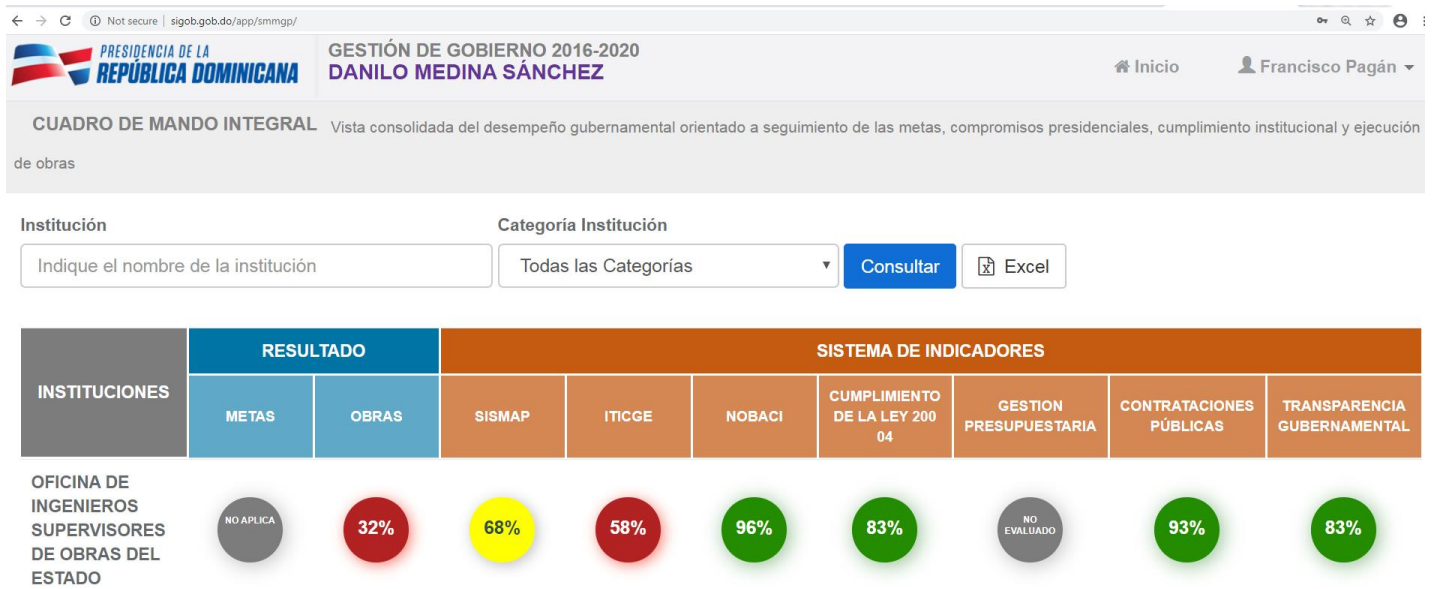 Not secure | sigob.gob.do/app/smmgp/
PRESIDENCIA DE LA
REPÚBLICA DOMINICANA
GESTIÓN DE GOBIERNO 2016-2020
DANILO MEDINA SÁNCHEZ
Inicio
Francisco Pagán
CUADRO DE MANDO INTEGRAL Vista consolidada del desempeño gubernamental orientado a seguimiento de las metas, compromisos presidenciales, cumplimiento institucional y ejecución
de obras
Institución
Categoría Institución
Indique el nombre de la institución
Todas las Categorías
Consultar
Excel
INSTITUCIONES
RESULTADO
SISTEMA DE INDICADORES
METAS
OBRAS
SISMAP
ITICGE
NOBACI
CUMPLIMIENTO
DE LA LEY 200
04
GESTION
PRESUPUESTARIA
CONTRATACIONES
PÚBLICAS
TRANSPARENCIA
GUBERNAMENTAL
OFICINA DE
INGENIEROS
SUPERVISORES
DE OBRAS DEL
ESTADO
NO APLICA
32%
68%
58%
96%
83%
NO
EVALUADO
93%
83%